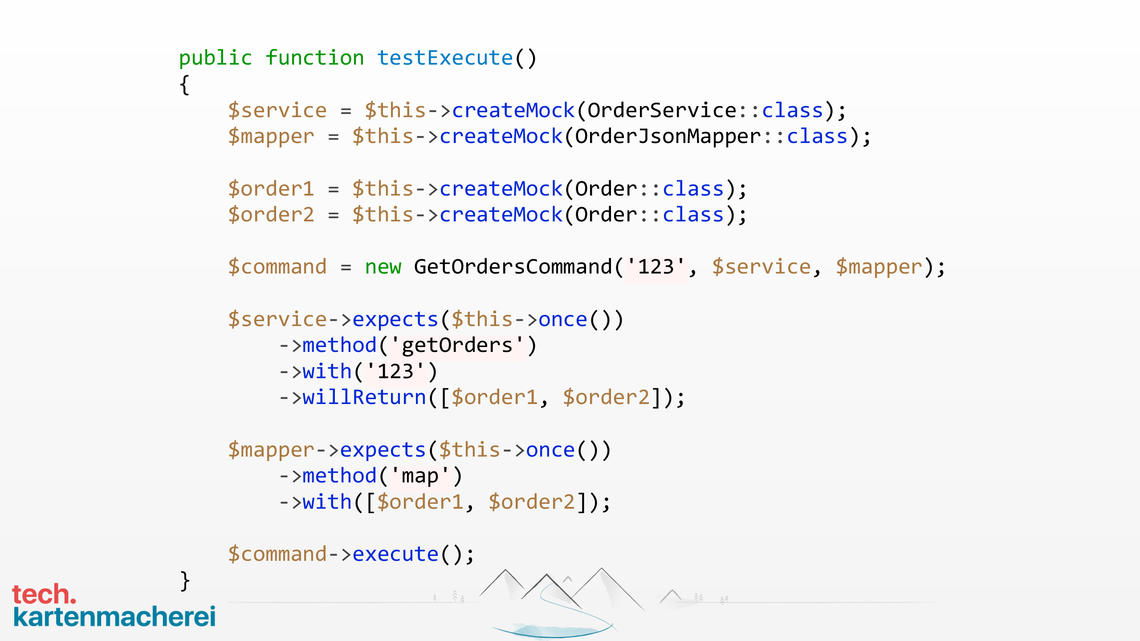 public function testExecute()
{
    $service = $this->createMock(OrderService::class);
    $mapper = $this->createMock(OrderJsonMapper::class);

    $order1 = $this->createMock(Order::class);
    $order2 = $this->createMock(Order::class);

    $command = new GetOrdersCommand('123', $service, $mapper);

    $service->expects($this->once())
        ->method('getOrders')
        ->with('123')
        ->willReturn([$order1, $order2]);

    $mapper->expects($this->once())
        ->method('map')
        ->with([$order1, $order2]);

    $command->execute();
}
tech.
kartenmacherei